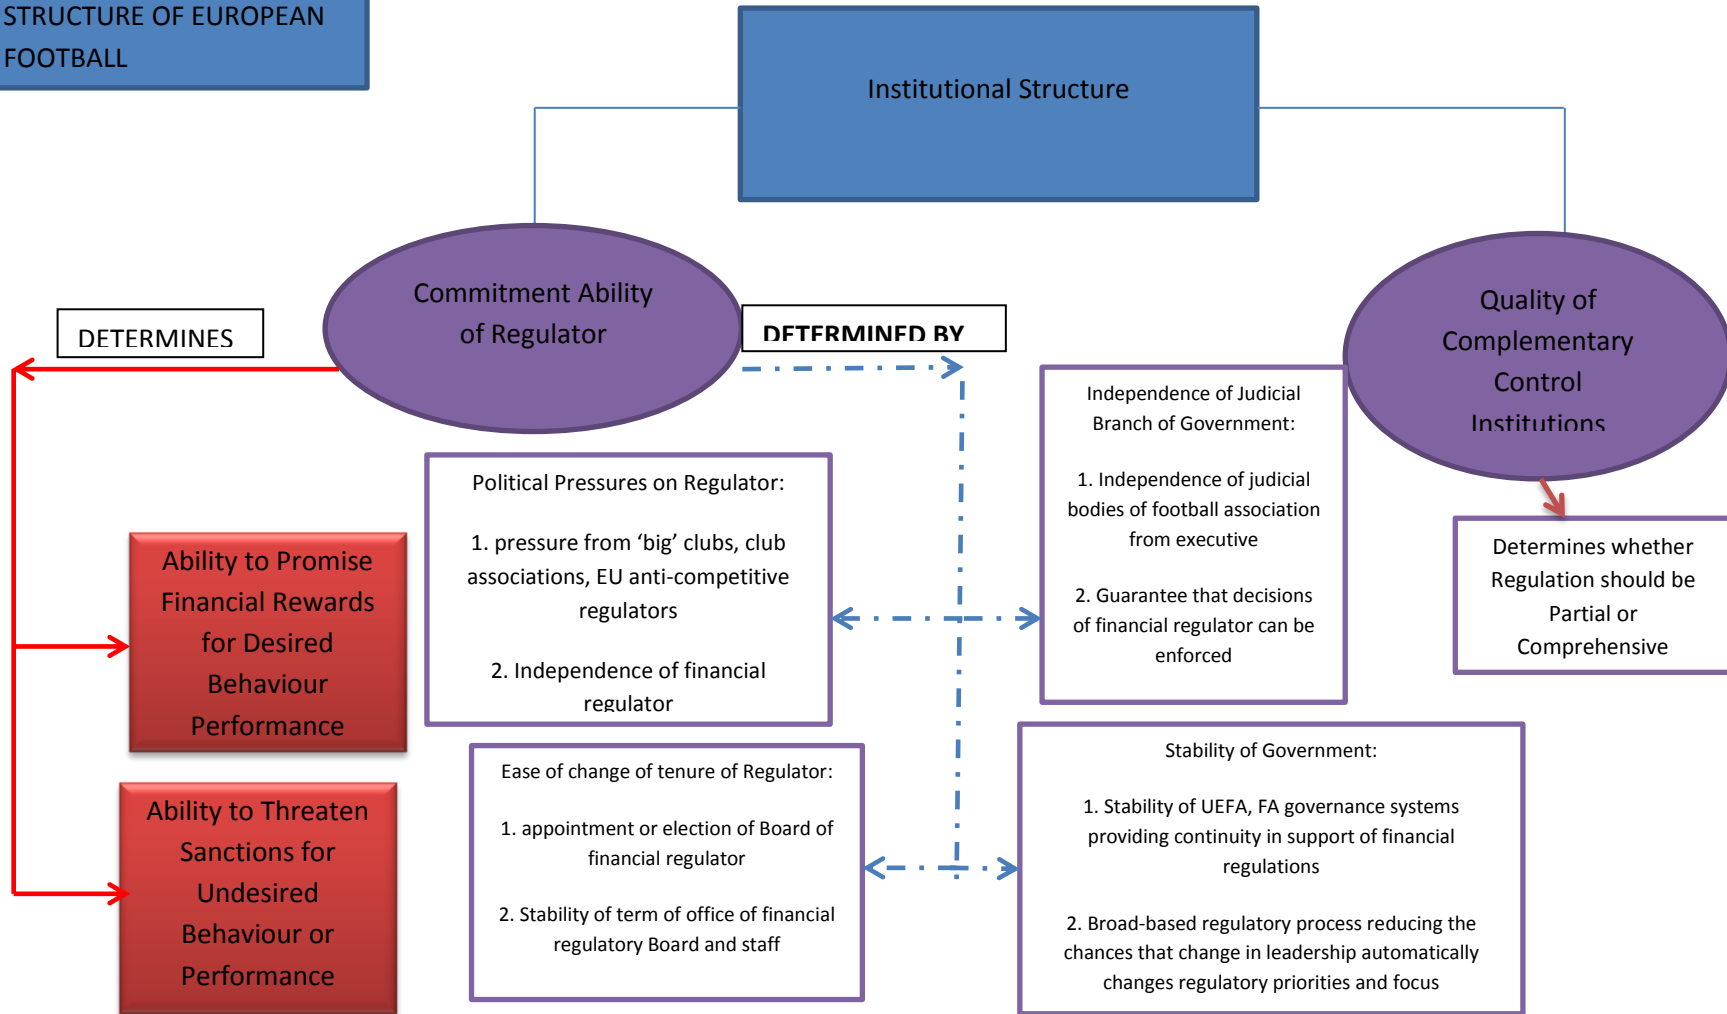 STRUCTURE OF EUROPEAN
FOOTBALL
Institutional Structure
Commitment Ability
of Regulator
Quality of
Complementary
Control
Institutions
DETERMINES
DETERMINED BY
Independence of Judicial
Branch of Government:
1. Independence of judicial
bodies of football association
from executive
2. Guarantee that decisions
of financial regulator can be
enforced
Political Pressures on Regulator:
1. pressure from ‘big’ clubs, club
associations, EU anti-competitive
regulators
2. Independence of financial
regulator
Determines whether
Regulation should be
Partial or
Comprehensive
Ability to Promise
Financial Rewards
for Desired
Behaviour
Performance
Ease of change of tenure of Regulator:
1. appointment or election of Board of
financial regulator
2. Stability of term of office of financial
regulatory Board and staff
Stability of Government:
1. Stability of UEFA, FA governance systems
providing continuity in support of financial
regulations
2. Broad-based regulatory process reducing the
chances that change in leadership automatically
changes regulatory priorities and focus
Ability to Threaten
Sanctions for
Undesired
Behaviour or
Performance